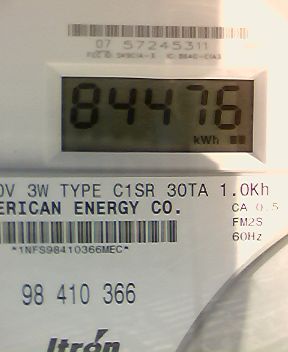 07 57245311
84476
kWh
0V 3W TYPE C1SR 30TA 1.0Kh
ERICAN ENERGY CO. CA 0.5
FM2S
60Hz
*1NFS98410366MEC*
98 410 366
Itrón